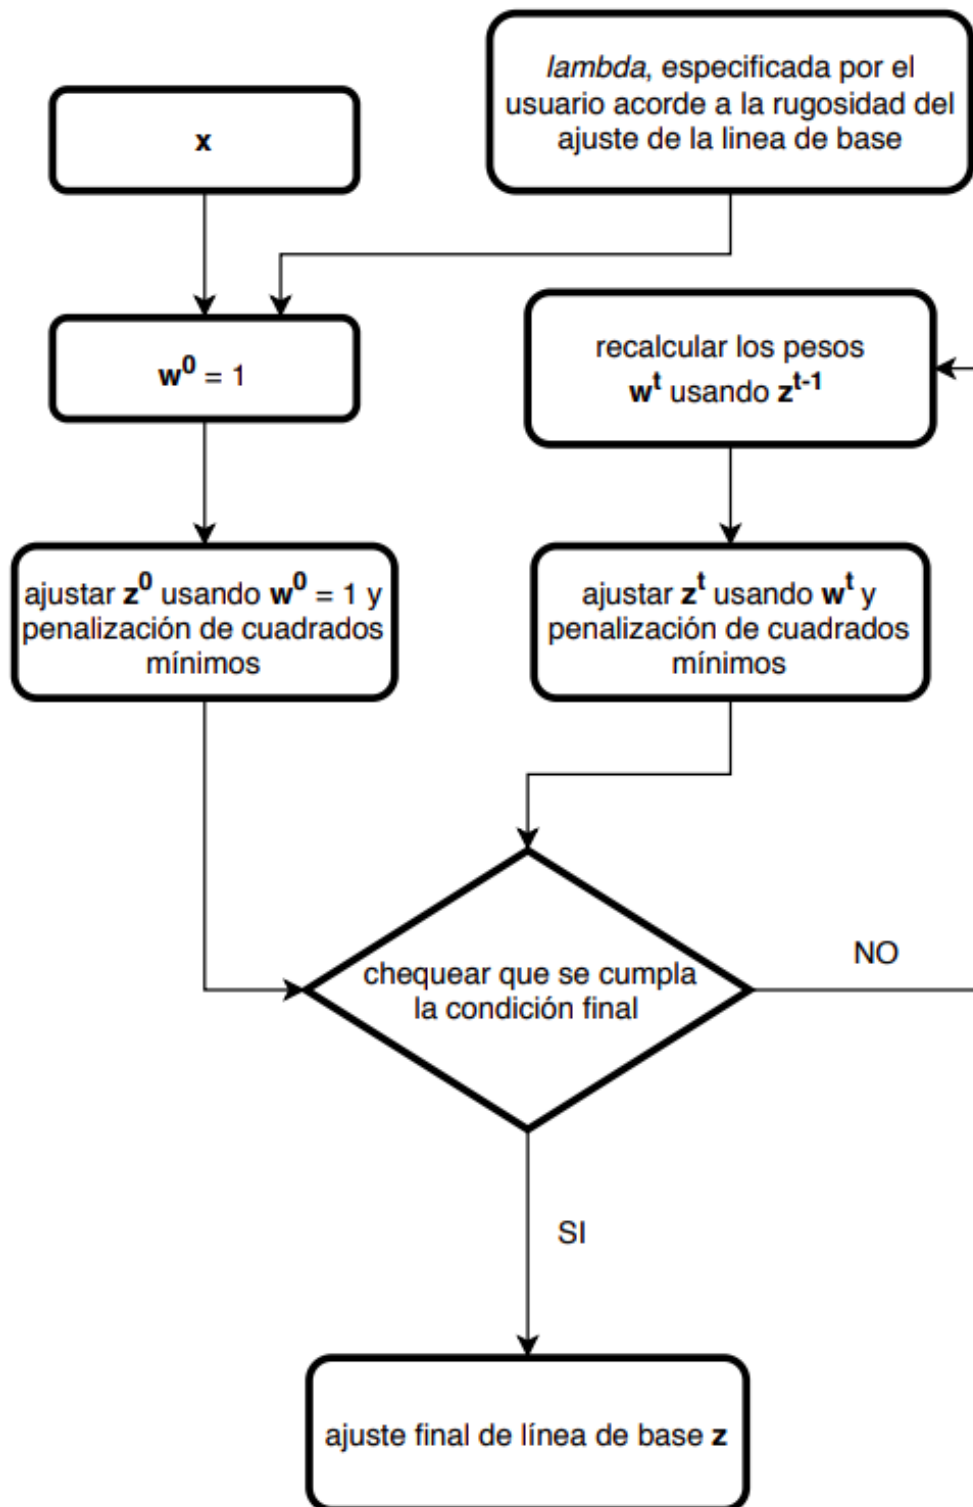 x
lambda, especificada por el
usuario acorde a la rugosidad del
ajuste de la linea de base
w⁰ = 1
recalcular los pesos
wᵗ usando zᵗ⁻¹
ajustar z⁰ usando w⁰ = 1 y
penalización de cuadrados
mínimos
ajustar zᵗ usando wᵗ y
penalización de cuadrados
mínimos
chequear que se cumpla
la condición final
NO
SI
ajuste final de línea de base z